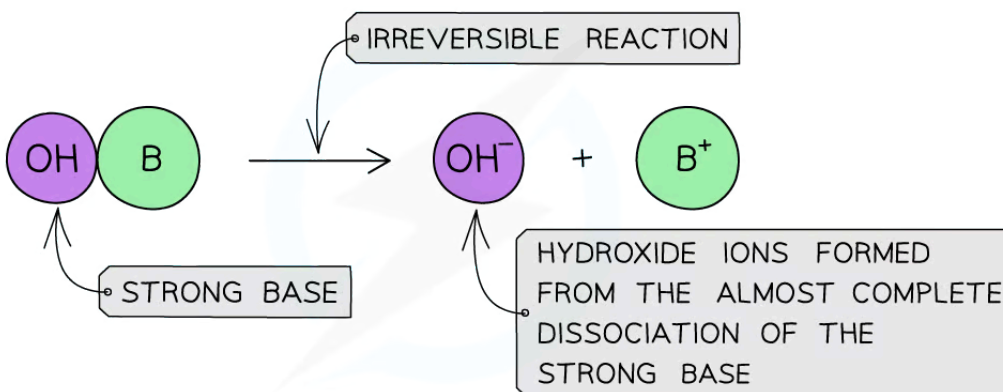 IRREVERSIBLE REACTION
OH B OH⁻ + B⁺
STRONG BASE
HYDROXIDE IONS FORMED
FROM THE ALMOST COMPLETE
DISSOCIATION OF THE
STRONG BASE